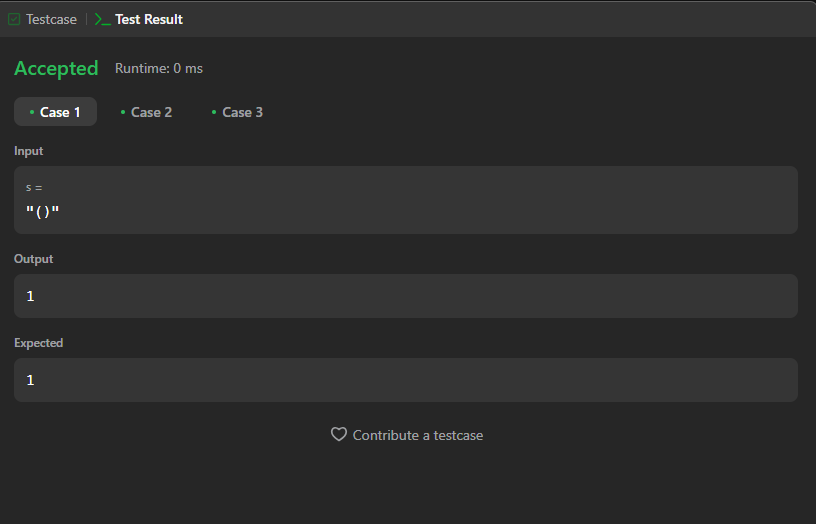 Testcase | Test Result
Accepted Runtime: 0 ms
• Case 1 • Case 2 • Case 3
Input
s =
"()"
Output
1
Expected
1
Contribute a testcase